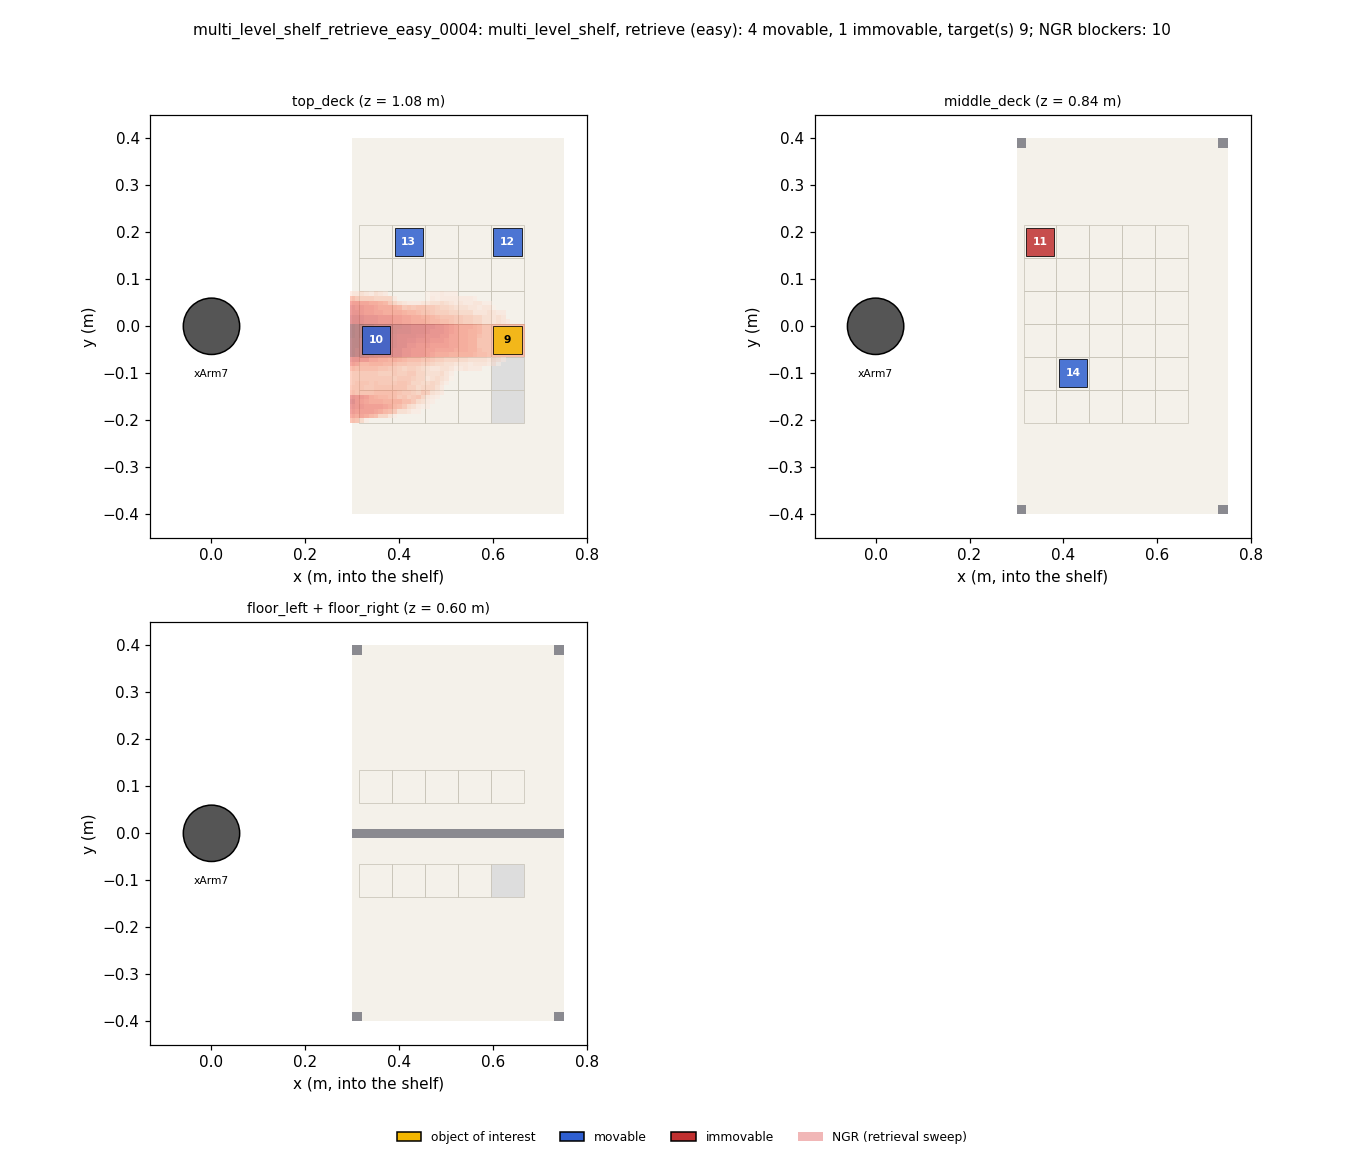 multi_level_shelf_retrieve_easy_0004: multi_level_shelf, retrieve (easy): 4 movable, 1 immovable, target(s) 9; NGR blockers: 10
top_deck (z = 1.08 m)
0.4
0.3
0.2
0.1
0.0
−0.1
−0.2
−0.3
−0.4
y (m)
13
12
10
9
xArm7
0.0
0.2
0.4
0.6
0.8
x (m, into the shelf)
middle_deck (z = 0.84 m)
0.4
0.3
0.2
0.1
0.0
−0.1
−0.2
−0.3
−0.4
y (m)
11
14
xArm7
0.0
0.2
0.4
0.6
0.8
x (m, into the shelf)
floor_left + floor_right (z = 0.60 m)
0.4
0.3
0.2
0.1
0.0
−0.1
−0.2
−0.3
−0.4
y (m)
xArm7
0.0
0.2
0.4
0.6
0.8
x (m, into the shelf)
object of interest
movable
immovable
NGR (retrieval sweep)